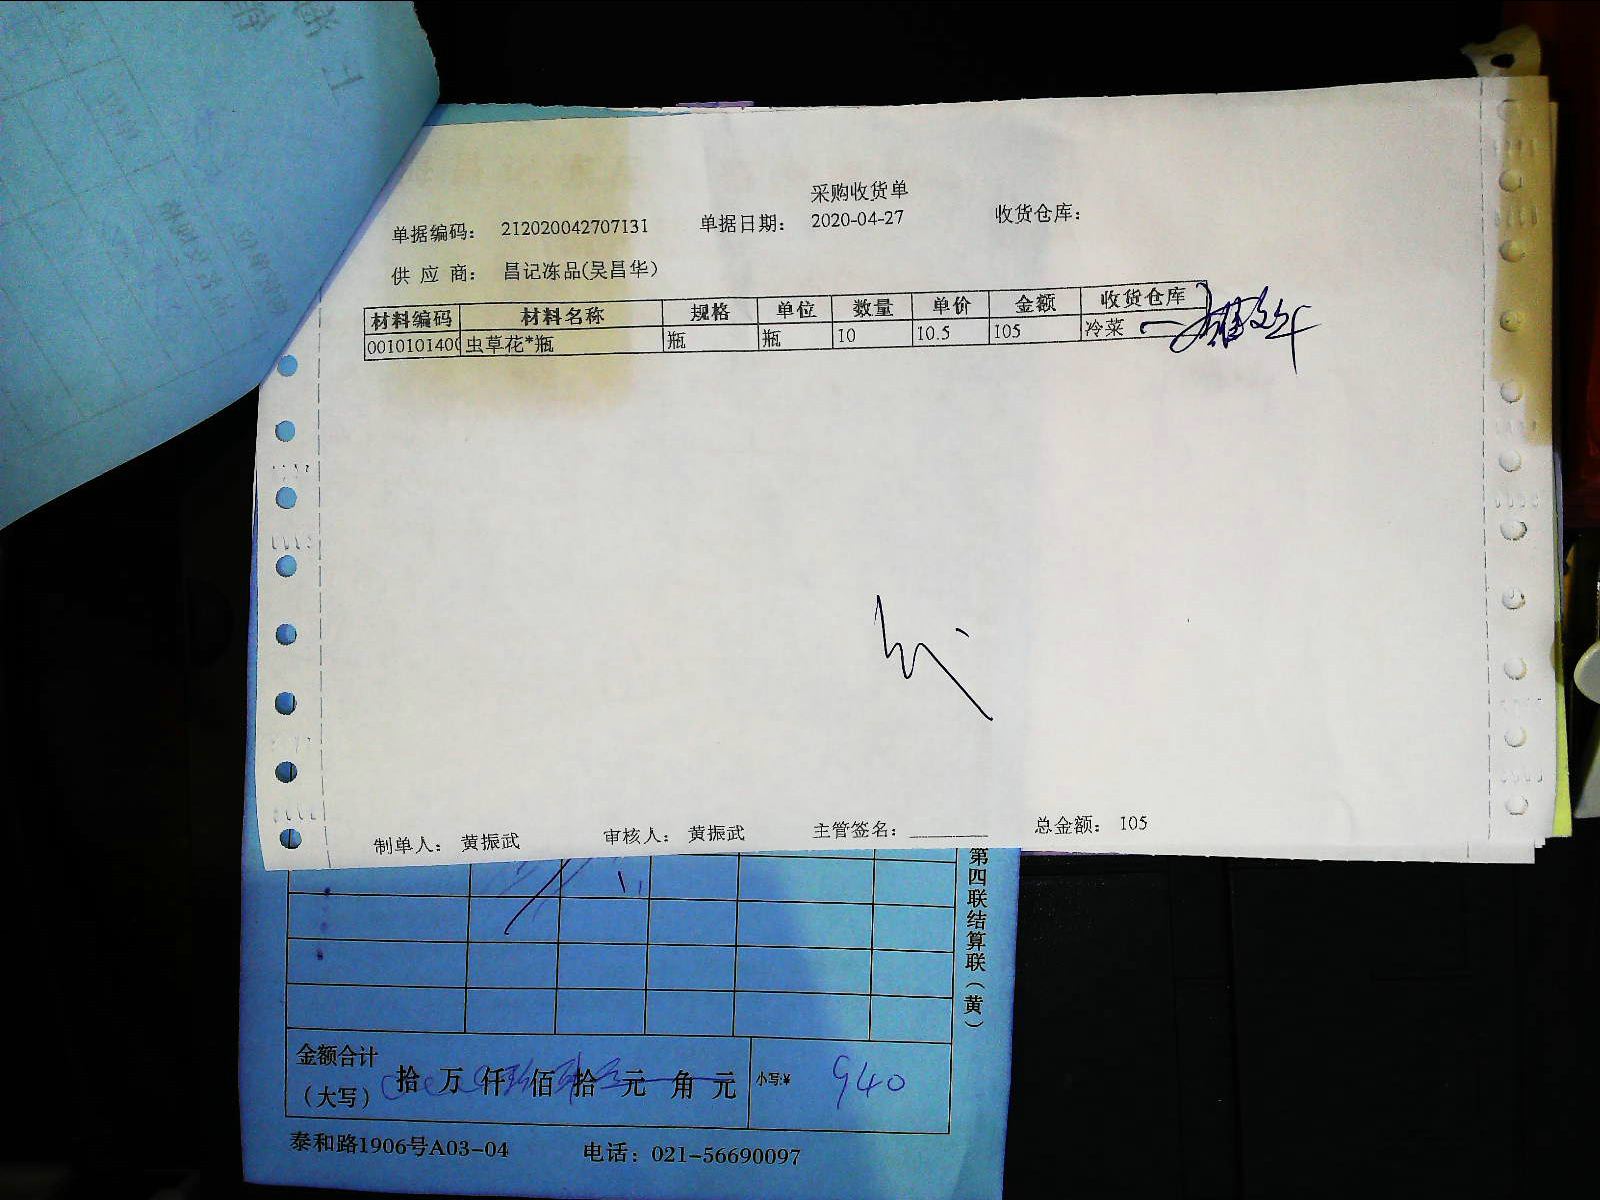 采购收货单
单据编码： 212020042707131 单据日期： 2020-04-27 收货仓库：
供 应 商： 昌记冻品(吴昌华)
材料编码 材料名称 规格 单位 数量 单价 金额 收货仓库
0010101400 虫草花*瓶 瓶 瓶 10 10.5 105 冷菜
制单人： 黄振武 审核人： 黄振武 主管签名： 总金额： 105
第四联结算联（黄）
金额合计
（大写） 拾 万 仟 佰 拾 元 角 元 小写:¥ 940
泰和路1906号A03-04 电话：021-56690097